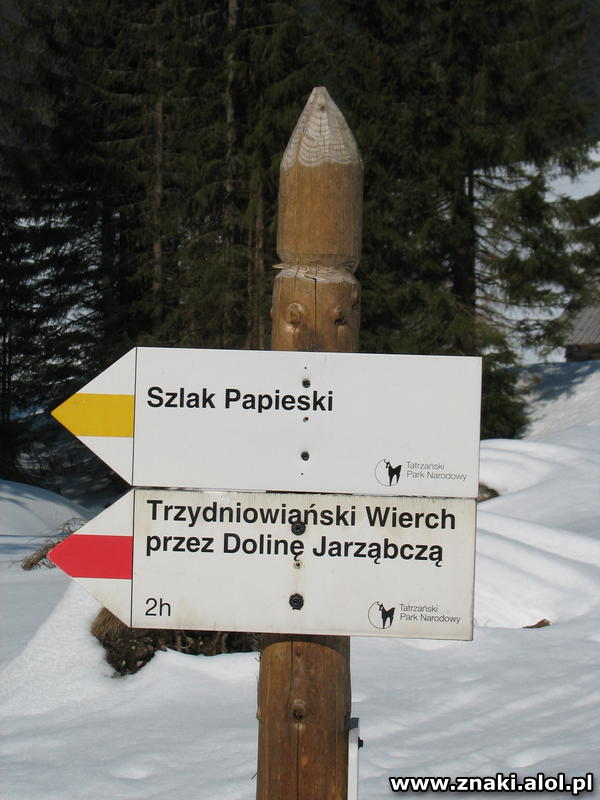 Szlak Papieski
Tatrzański
Park Narodowy
Trzydniowiański Wierch
przez Dolinę Jarząbczą
2h
Tatrzański
Park Narodowy
www.znaki.alol.pl